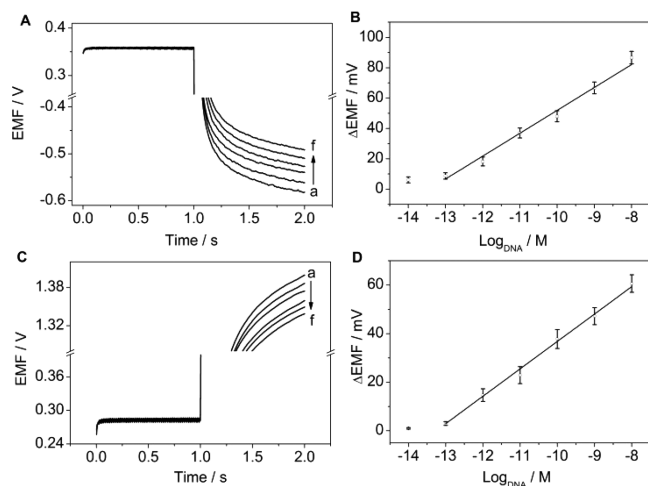 A
EMF / V
0.36
0.30
-0.4
-0.5
-0.6
f
a
0.0 0.5 1.0 1.5 2.0
Time / s
B
ΔEMF / mV
100
80
60
40
20
0
-14 -13 -12 -11 -10 -9 -8
Log_DNA / M
C
EMF / V
1.38
1.32
0.36
0.30
0.24
a
f
0.0 0.5 1.0 1.5 2.0
Time / s
D
ΔEMF / mV
60
40
20
0
-14 -13 -12 -11 -10 -9 -8
Log_DNA / M